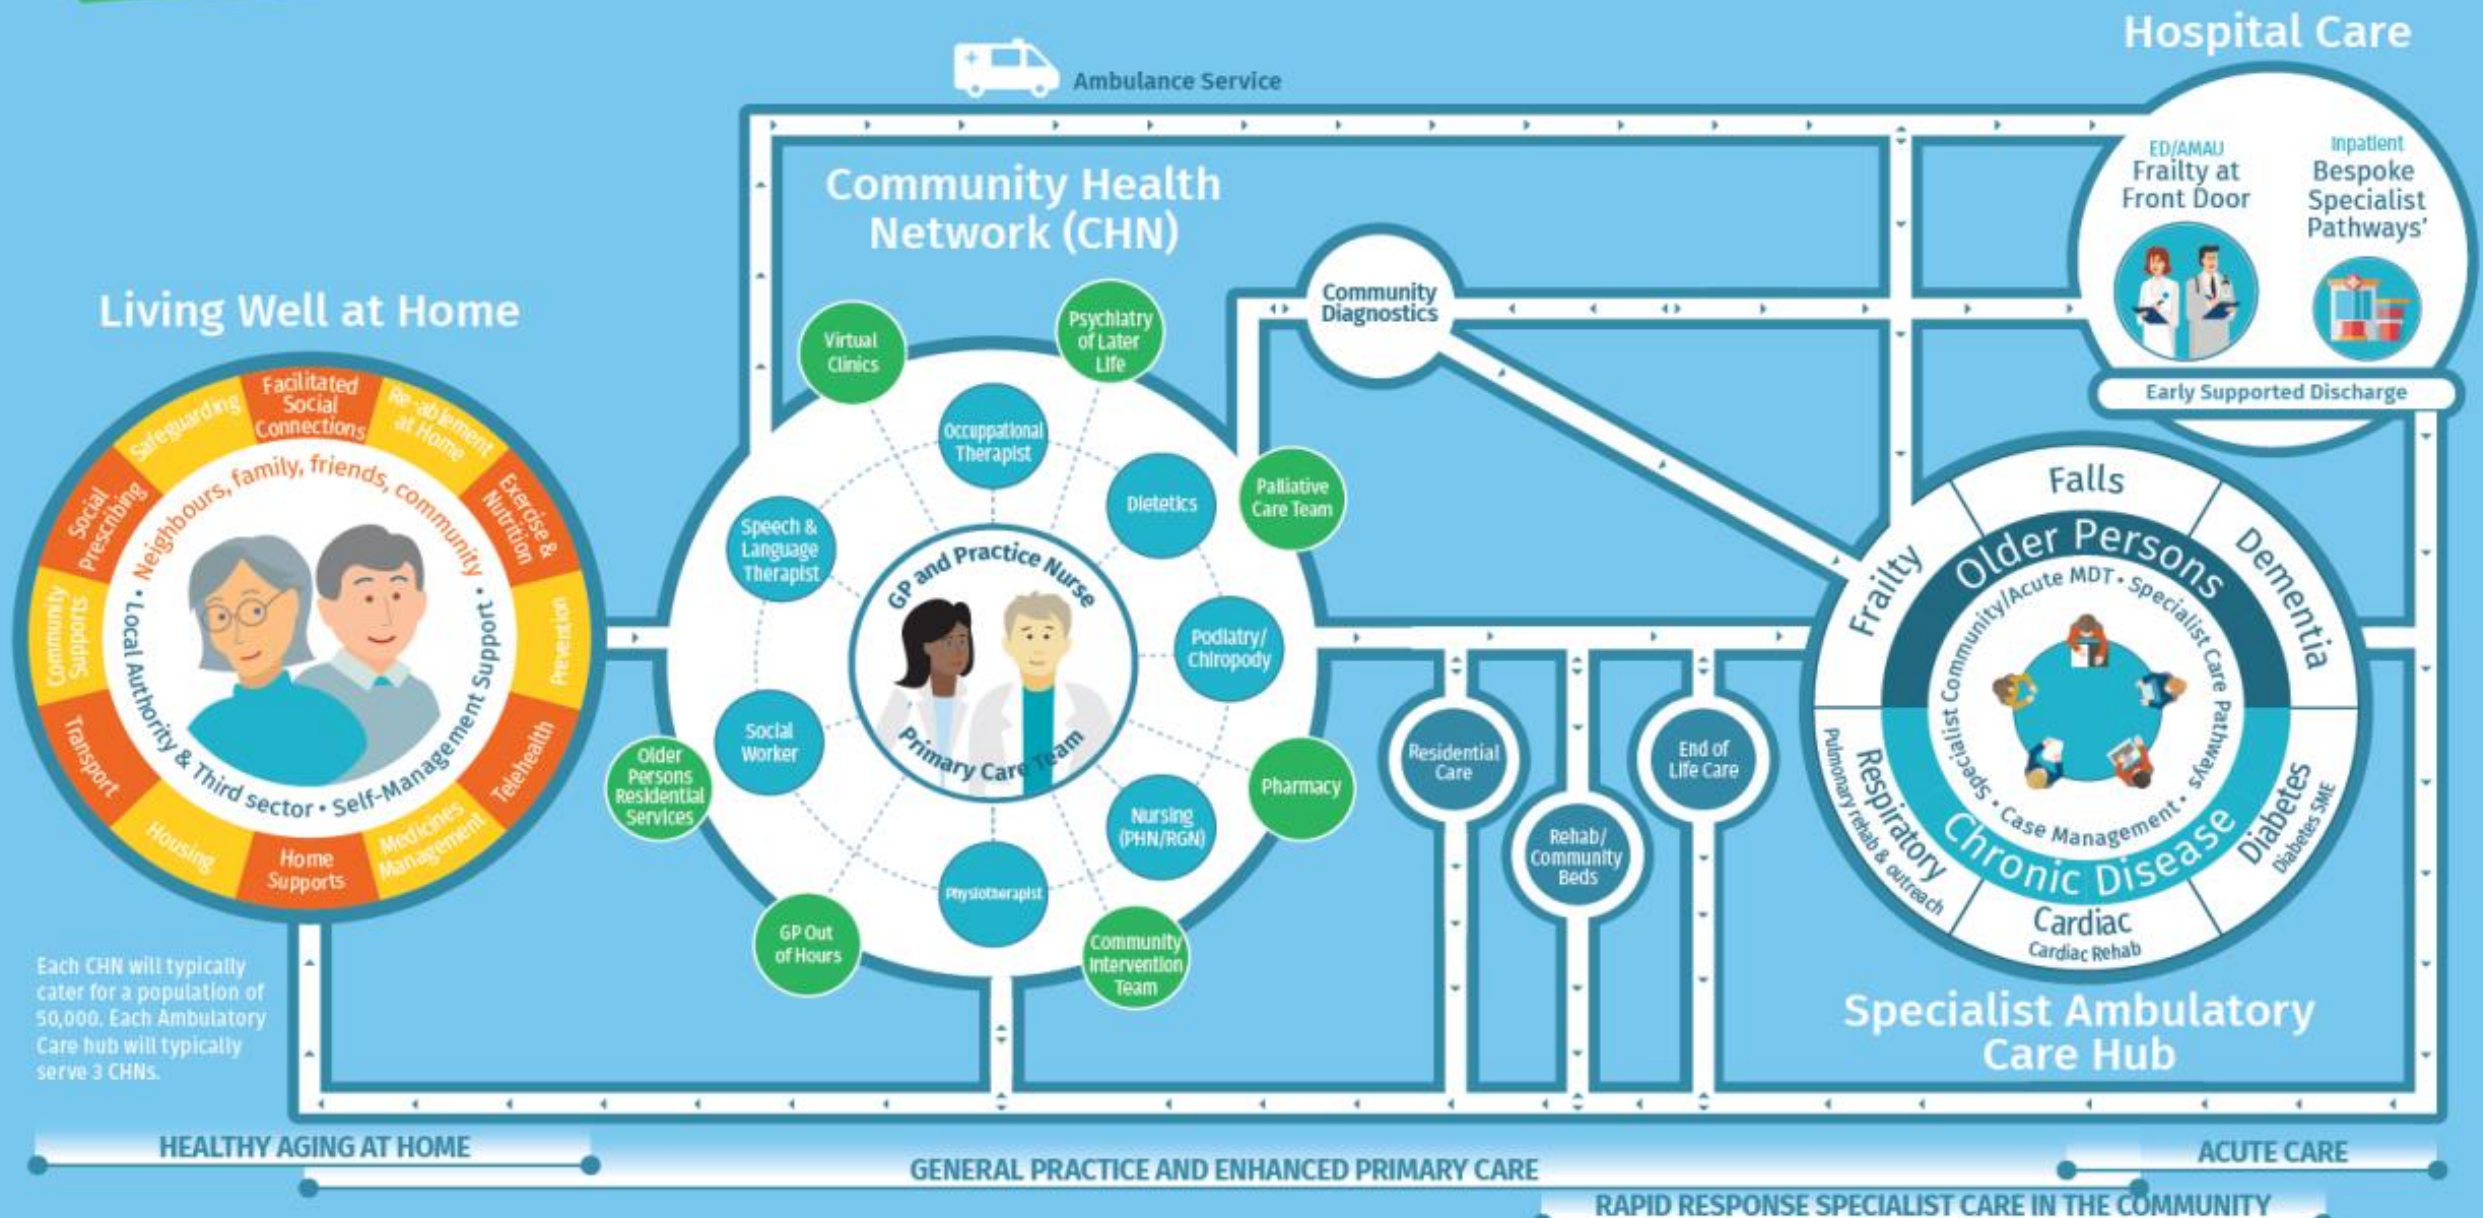 Hospital Care
Ambulance Service
ED/AMAU
Frailty at
Front Door
Inpatient
Bespoke
Specialist
Pathways'
Early Supported Discharge
Community Health
Network (CHN)
Community
Diagnostics
Living Well at Home
Facilitated
Social
Connections
Re-ablement
at Home
Exercise &
Nutrition
Prevention
Telehealth
Medicines
Management
Home
Supports
Housing
Transport
Community
Supports
Social
Prescribing
Safeguarding
• Neighbours, family, friends, community •
Local Authority & Third sector • Self-Management Support
Virtual
Clinics
Psychiatry
of Later
Life
Palliative
Care Team
Pharmacy
Community
Intervention
Team
GP Out
of Hours
Older
Persons
Residential
Services
Occuppational
Therapist
Dietetics
Podiatry/
Chiropody
Nursing
(PHN/RGN)
Physiotherapist
Social
Worker
Speech &
Language
Therapist
GP and Practice Nurse
Primary Care Team
Residential
Care
Rehab/
Community
Beds
End of
Life Care
Falls
Dementia
Frailty
Older Persons
Specialist Community/Acute MDT • Specialist Care Pathways • Case Management •
Chronic Disease
Respiratory
Pulmonary rehab & outreach
Cardiac
Cardiac Rehab
Diabetes
Diabetes SME
Specialist Ambulatory
Care Hub
Each CHN will typically
cater for a population of
50,000. Each Ambulatory
Care hub will typically
serve 3 CHNs.
HEALTHY AGING AT HOME
GENERAL PRACTICE AND ENHANCED PRIMARY CARE
ACUTE CARE
RAPID RESPONSE SPECIALIST CARE IN THE COMMUNITY